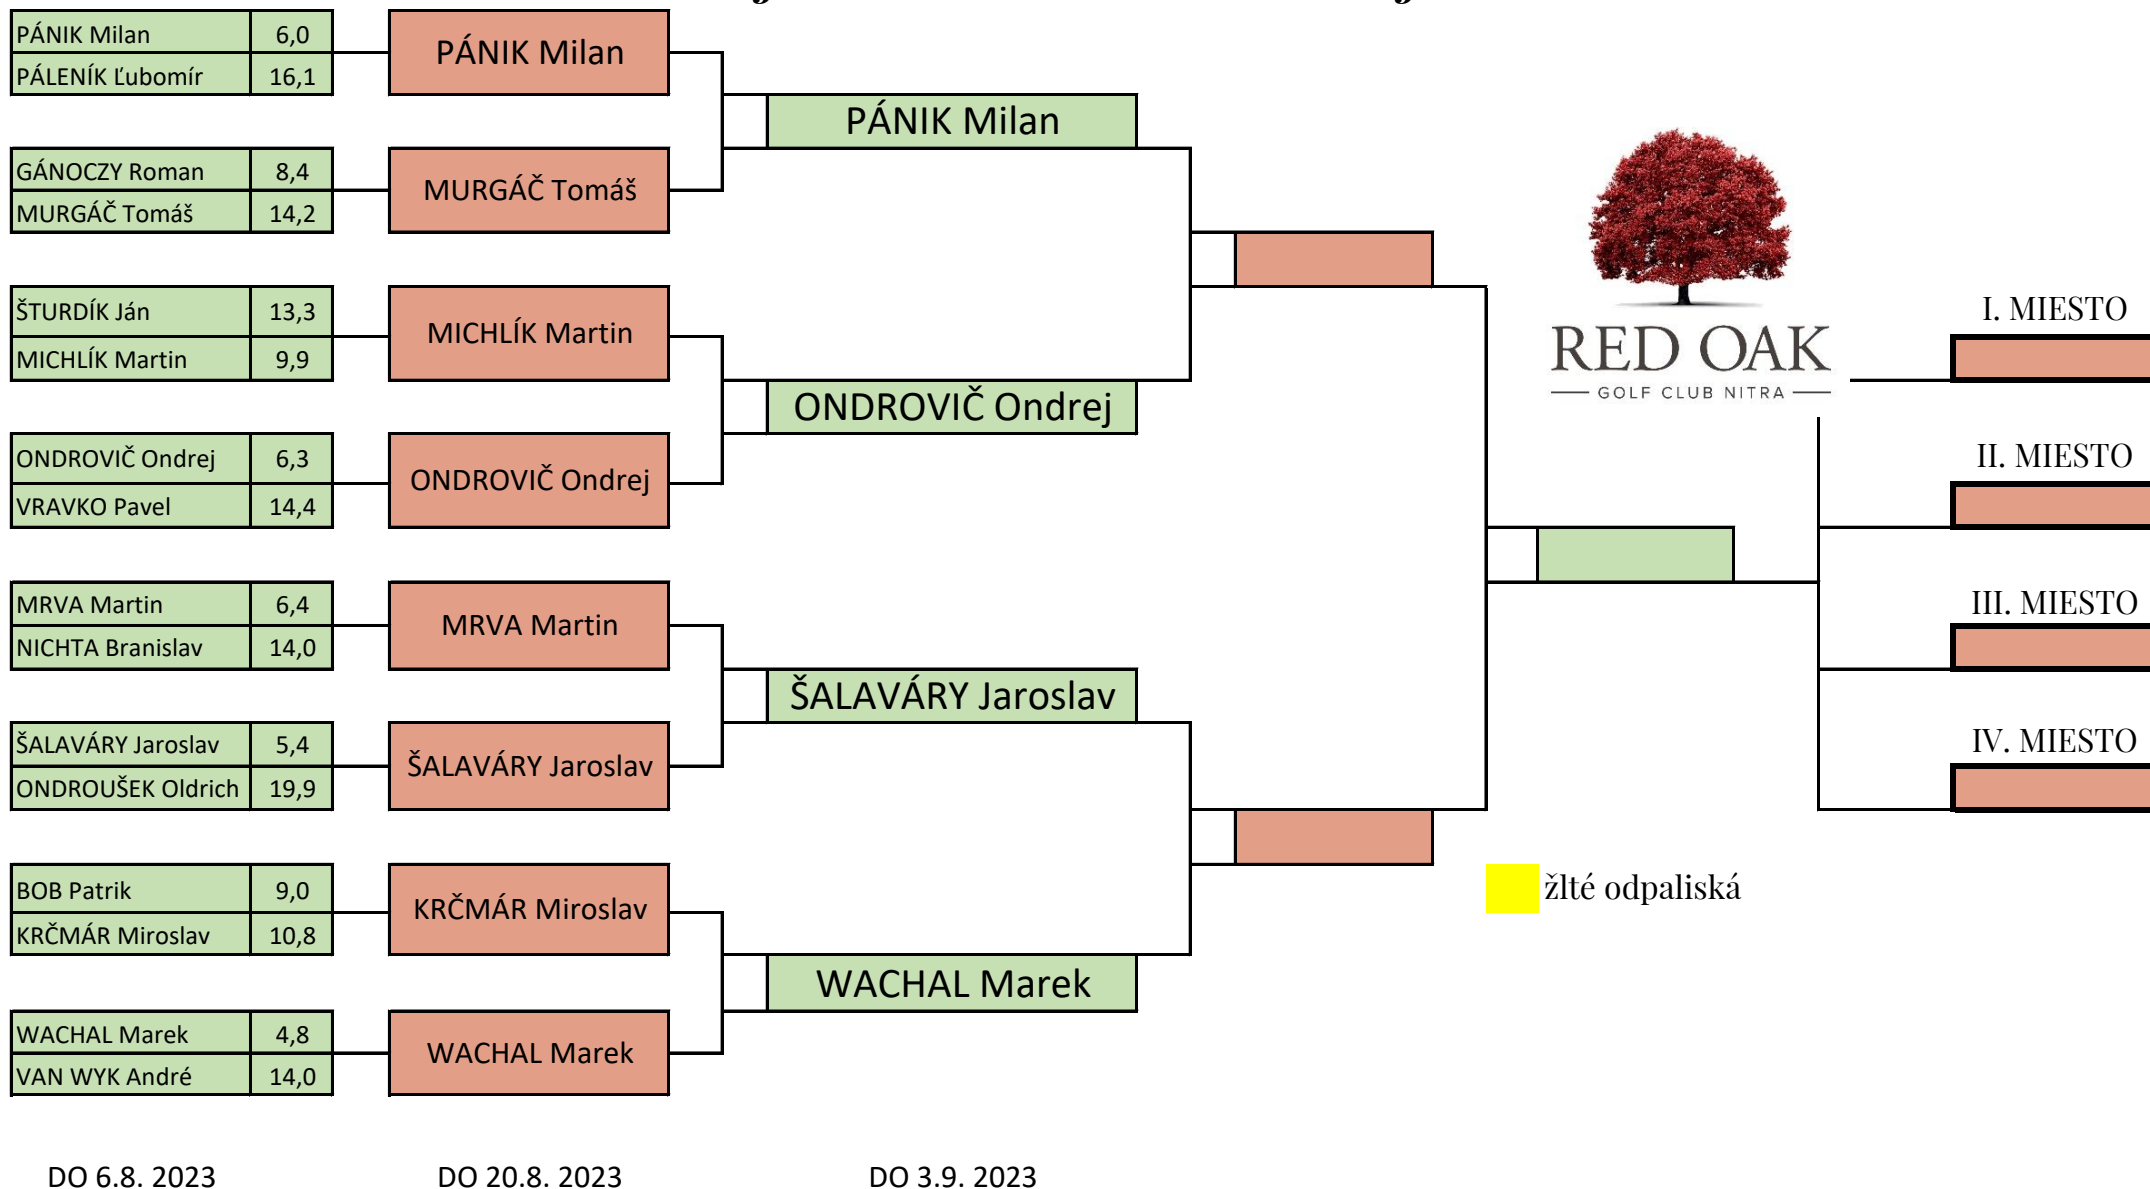 PÁNIK Milan 6,0
PÁLENÍK Ľubomír 16,1
GÁNOCZY Roman 8,4
MURGÁČ Tomáš 14,2
ŠTURDÍK Ján 13,3
MICHLÍK Martin 9,9
ONDROVIČ Ondrej 6,3
VRAVKO Pavel 14,4
MRVA Martin 6,4
NICHTA Branislav 14,0
ŠALAVÁRY Jaroslav 5,4
ONDROUŠEK Oldrich 19,9
BOB Patrik 9,0
KRČMÁR Miroslav 10,8
WACHAL Marek 4,8
VAN WYK André 14,0
DO 6.8. 2023
PÁNIK Milan
MURGÁČ Tomáš
MICHLÍK Martin
ONDROVIČ Ondrej
MRVA Martin
ŠALAVÁRY Jaroslav
KRČMÁR Miroslav
WACHAL Marek
DO 20.8. 2023
PÁNIK Milan
ONDROVIČ Ondrej
ŠALAVÁRY Jaroslav
WACHAL Marek
DO 3.9. 2023
RED OAK
GOLF CLUB NITRA
žlté odpaliská
I. MIESTO
II. MIESTO
III. MIESTO
IV. MIESTO